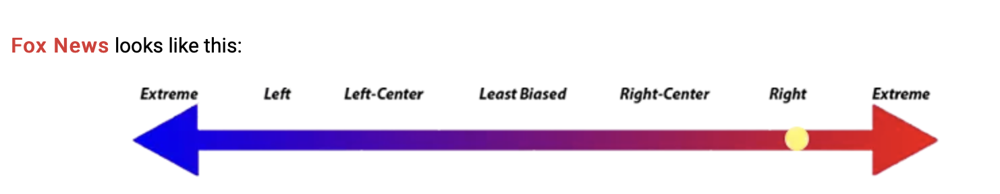 Fox News looks like this:
Extreme Left Left-Center Least Biased Right-Center Right Extreme